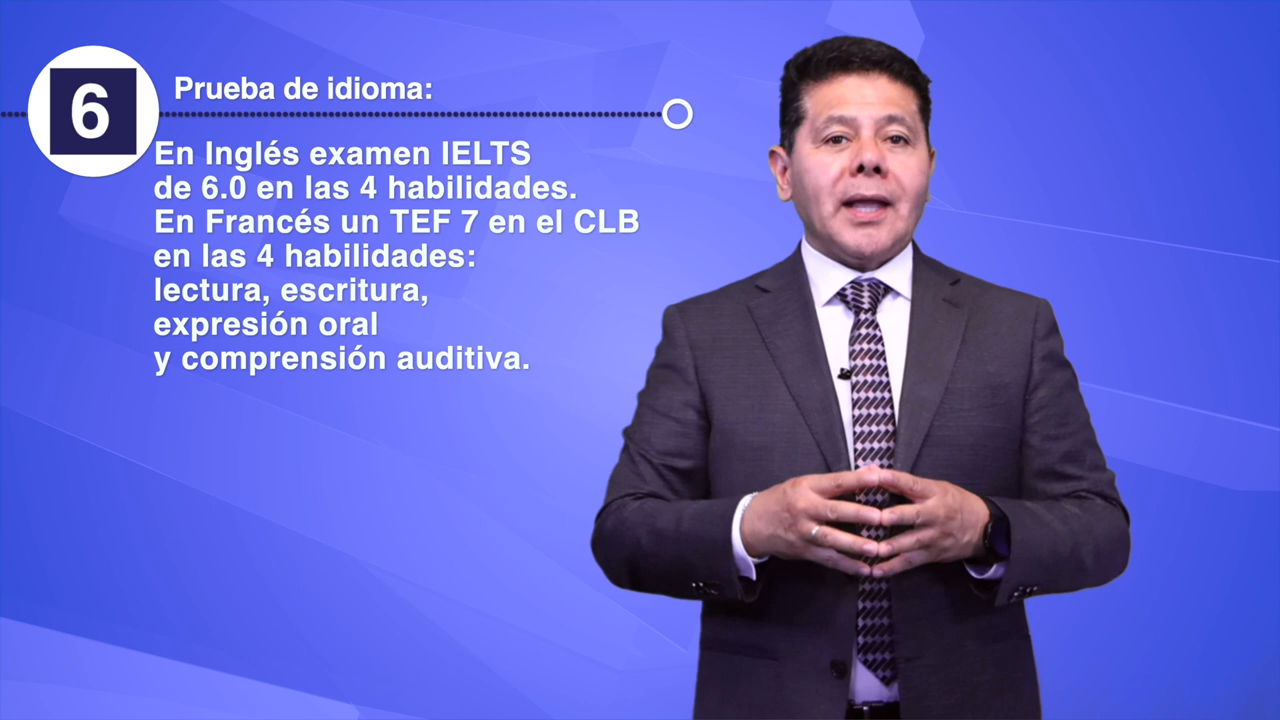 6
Prueba de idioma:
En Inglés examen IELTS
de 6.0 en las 4 habilidades.
En Francés un TEF 7 en el CLB
en las 4 habilidades:
lectura, escritura,
expresión oral
y comprensión auditiva.